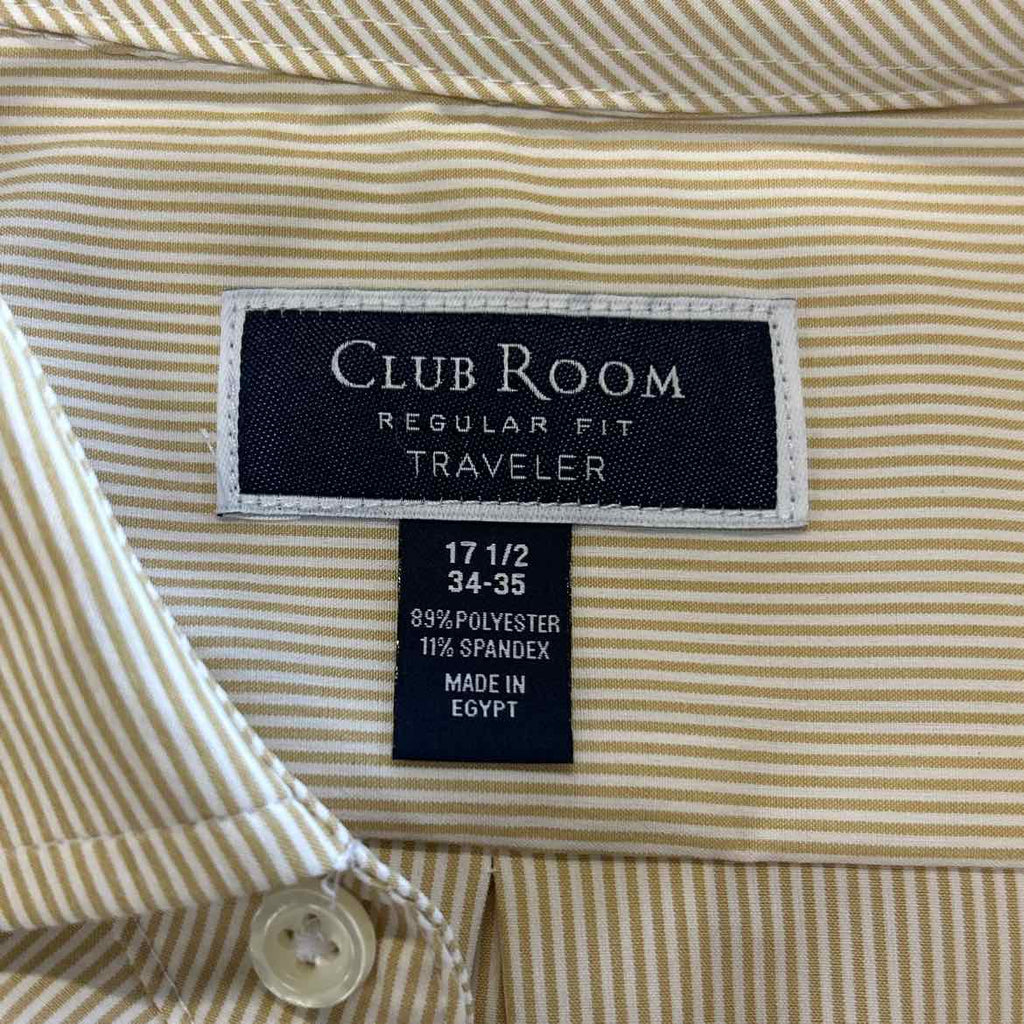 CLUB ROOM
REGULAR FIT
TRAVELER
17 1/2
34-35
89% POLYESTER
11% SPANDEX
MADE IN
EGYPT